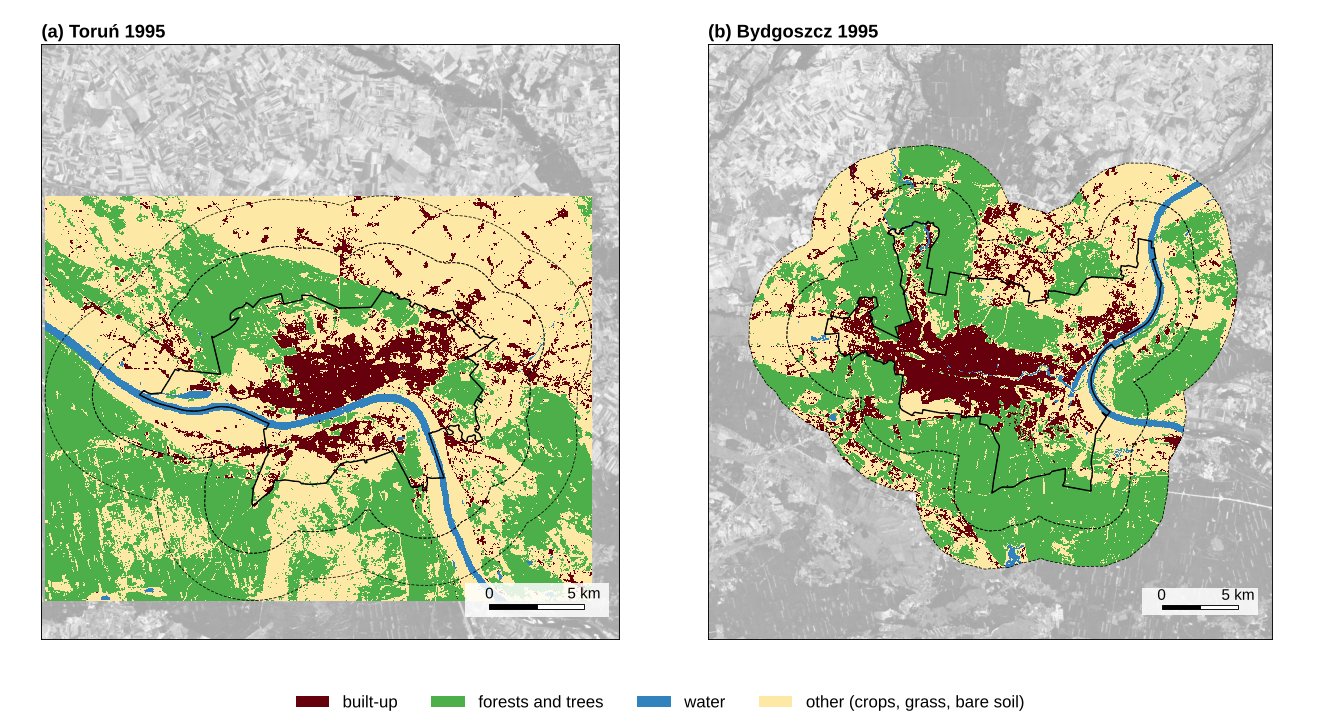 (a) Toruń 1995
(b) Bydgoszcz 1995
0 5 km
0 5 km
built-up
forests and trees
water
other (crops, grass, bare soil)